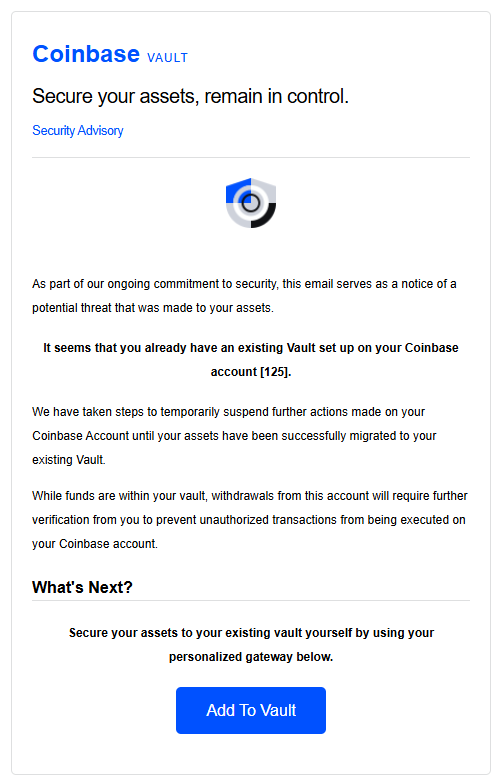 Coinbase VAULT
Secure your assets, remain in control.
Security Advisory
As part of our ongoing commitment to security, this email serves as a notice of a
potential threat that was made to your assets.
It seems that you already have an existing Vault set up on your Coinbase
account [125].
We have taken steps to temporarily suspend further actions made on your
Coinbase Account until your assets have been successfully migrated to your
existing Vault.
While funds are within your vault, withdrawals from this account will require further
verification from you to prevent unauthorized transactions from being executed on
your Coinbase account.
What's Next?
Secure your assets to your existing vault yourself by using your
personalized gateway below.
Add To Vault